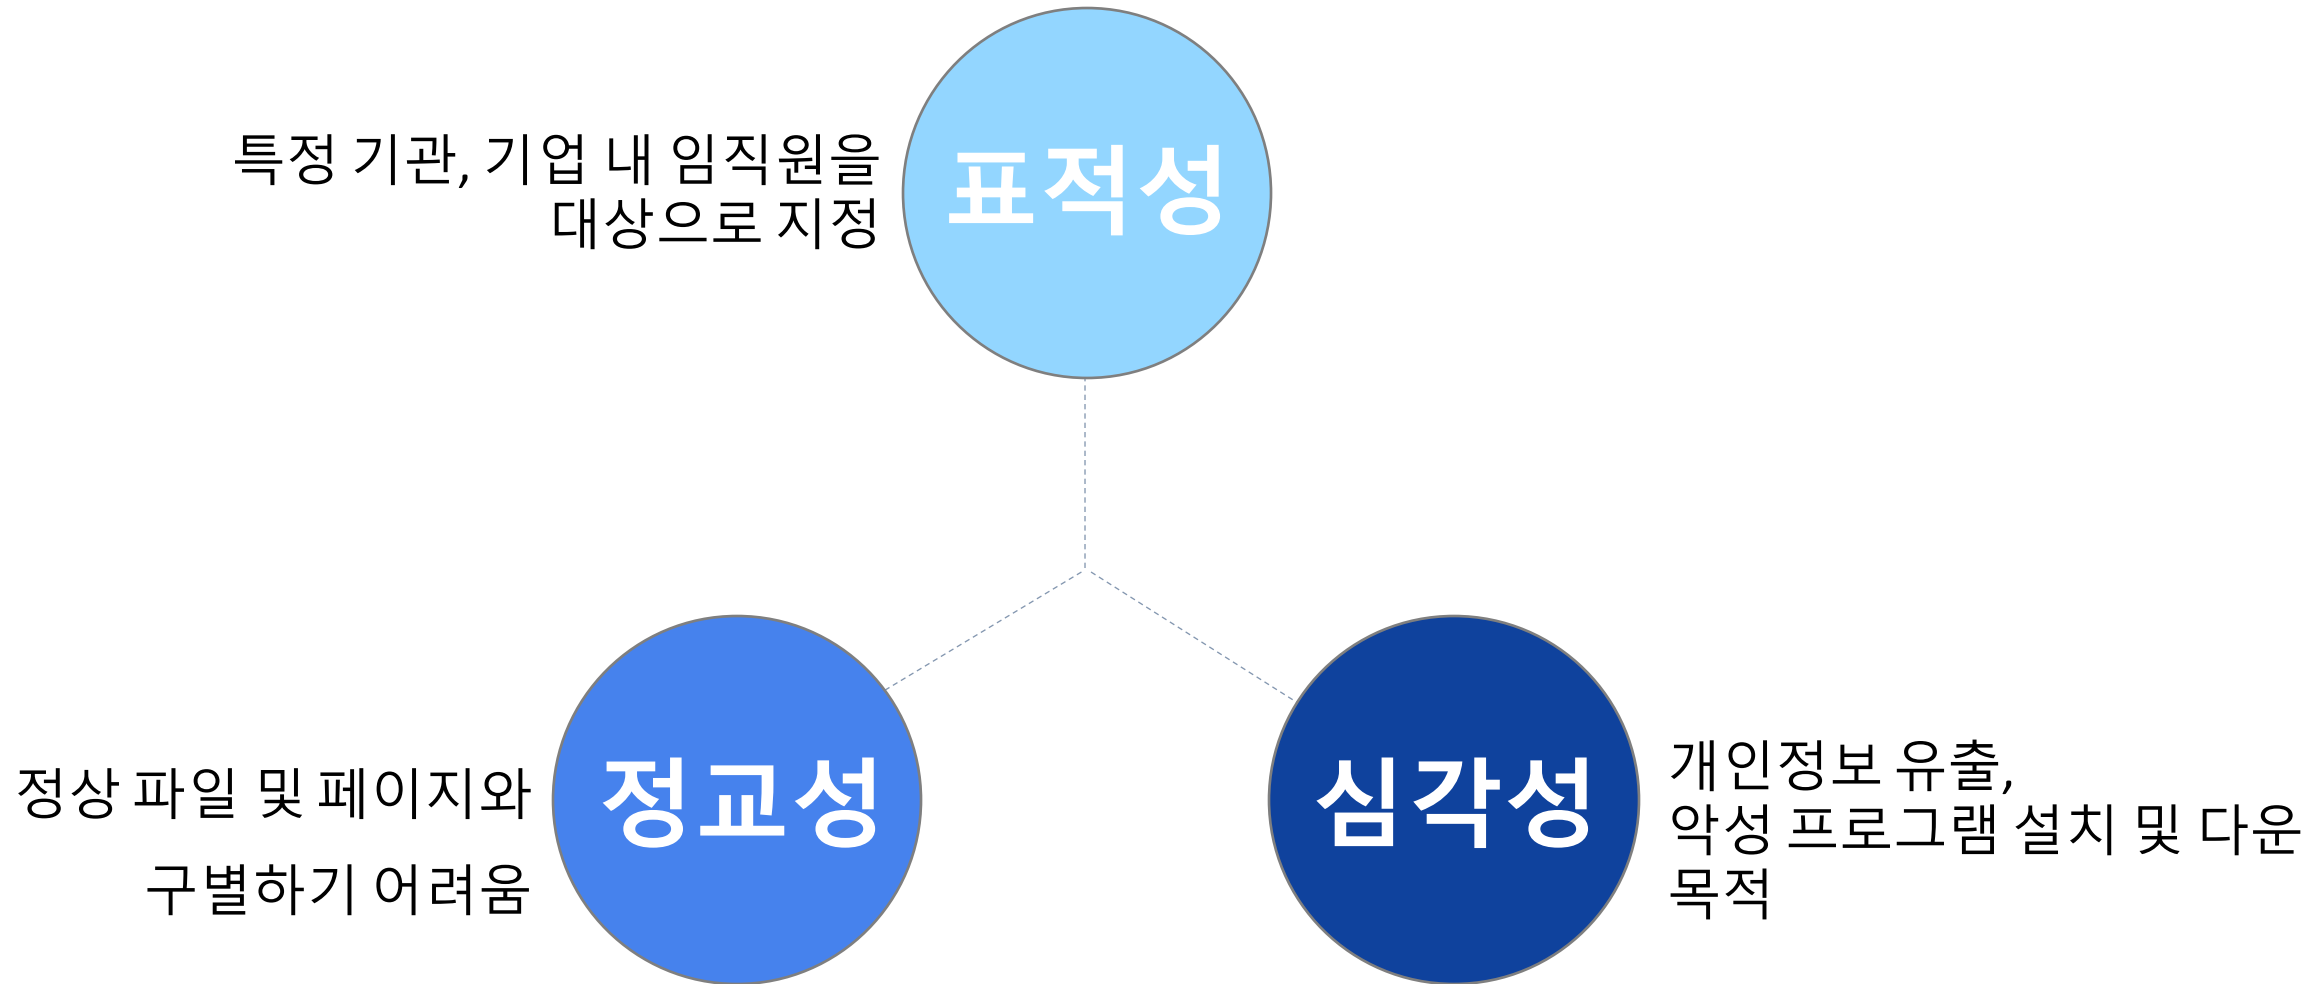 특정 기관, 기업 내 임직원을
대상으로 지정
표적성
정상 파일 및 페이지와
구별하기 어려움
정교성
심각성
개인정보 유출,
악성 프로그램 설치 및 다운
목적